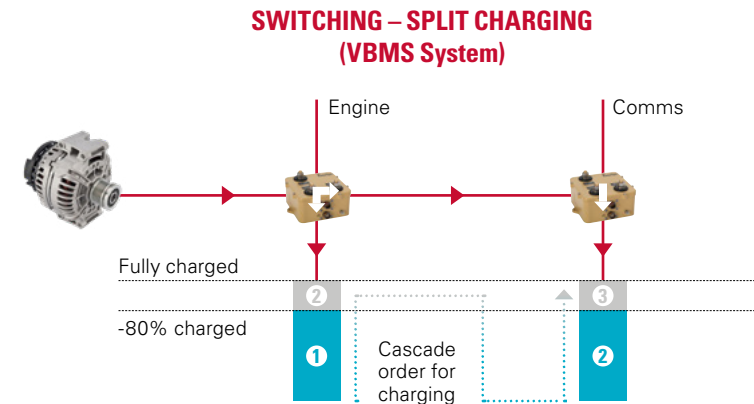 SWITCHING – SPLIT CHARGING
(VBMS System)
Engine
Comms
Fully charged
2
3
-80% charged
1
2
Cascade
order for
charging